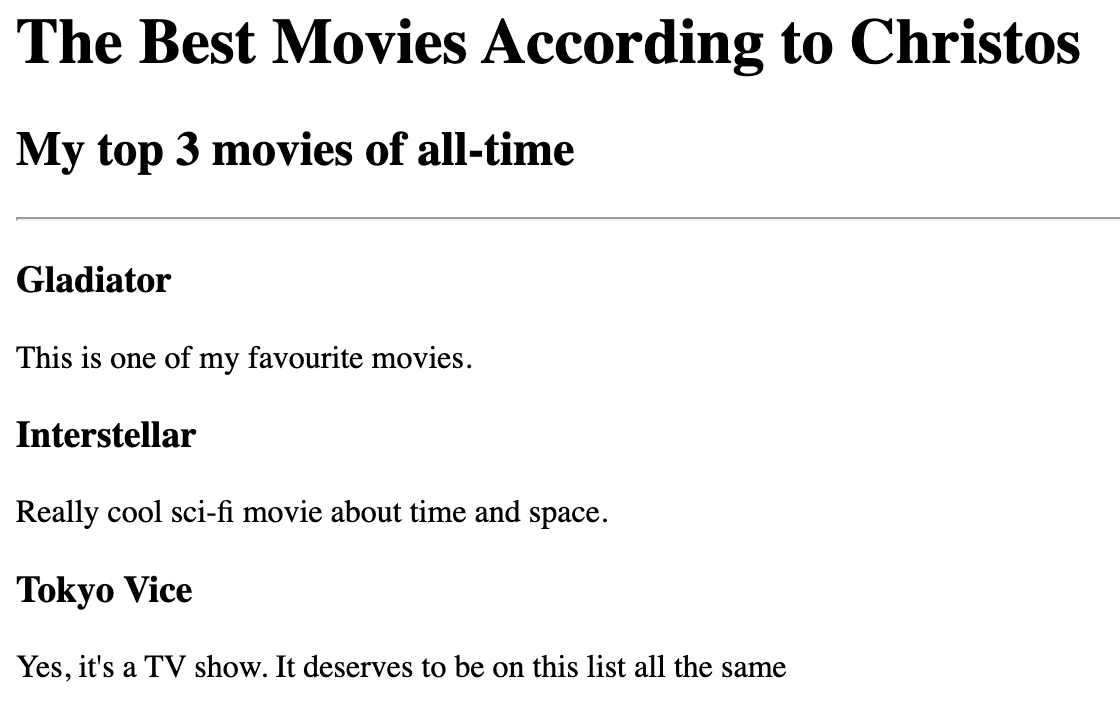 The Best Movies According to Christos
My top 3 movies of all-time
Gladiator
This is one of my favourite movies.
Interstellar
Really cool sci-fi movie about time and space.
Tokyo Vice
Yes, it's a TV show. It deserves to be on this list all the same